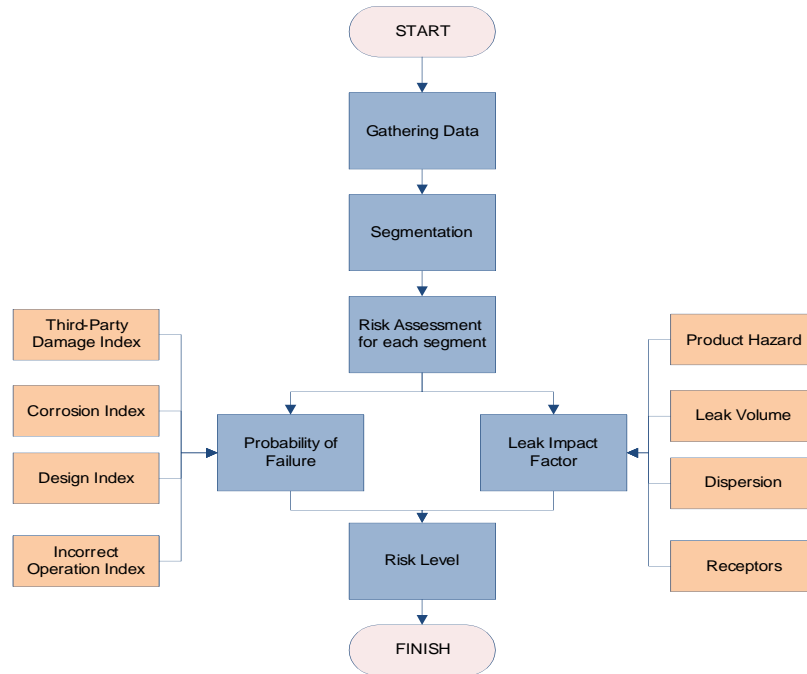 START
Gathering Data
Segmentation
Risk Assessment
for each segment
Third-Party
Damage Index
Corrosion Index
Design Index
Incorrect
Operation Index
Probability of
Failure
Leak Impact
Factor
Product Hazard
Leak Volume
Dispersion
Receptors
Risk Level
FINISH